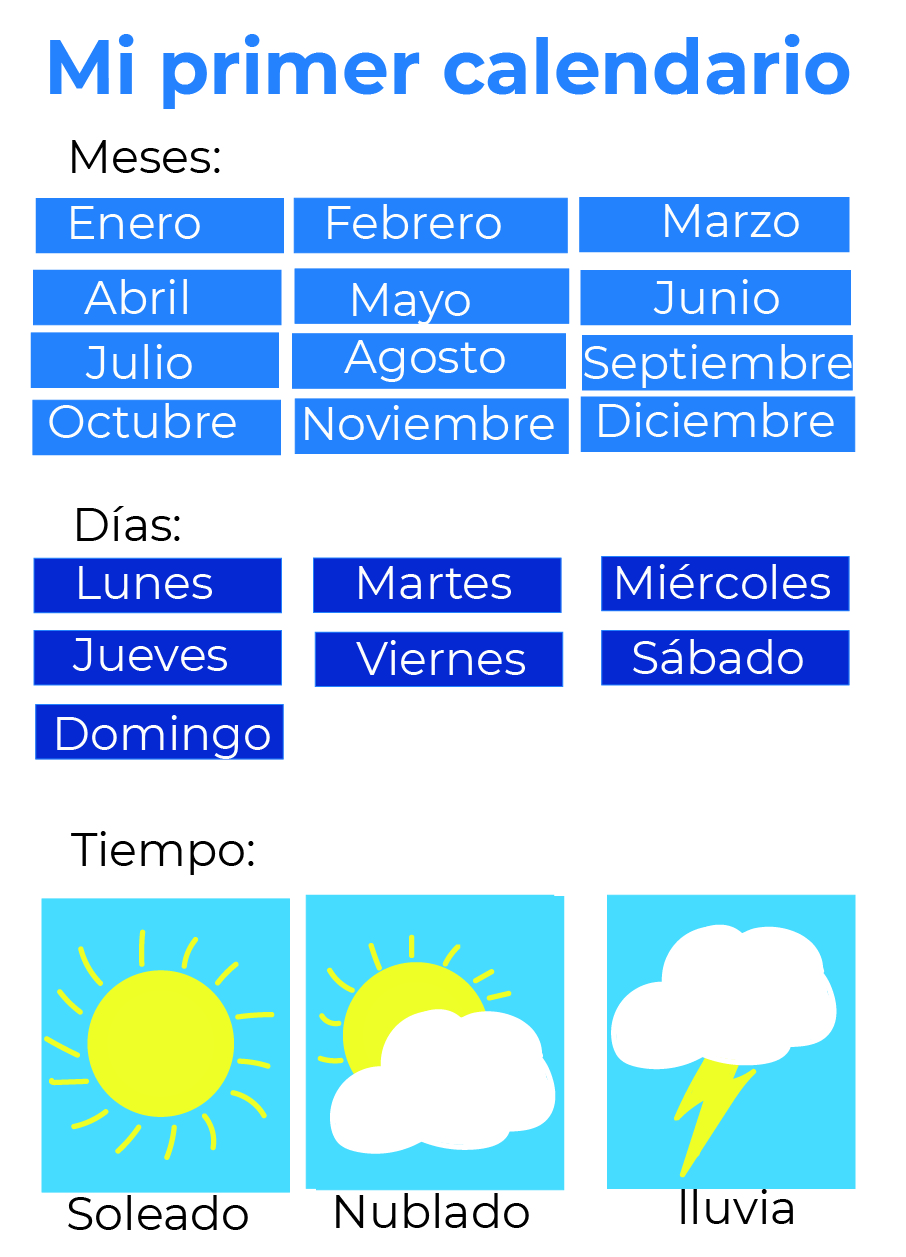 Mi primer calendario
Meses:
Enero Febrero Marzo
Abril Mayo Junio
Julio Agosto Septiembre
Octubre Noviembre Diciembre
Días:
Lunes Martes Miércoles
Jueves Viernes Sábado
Domingo
Tiempo:
Soleado Nublado lluvia